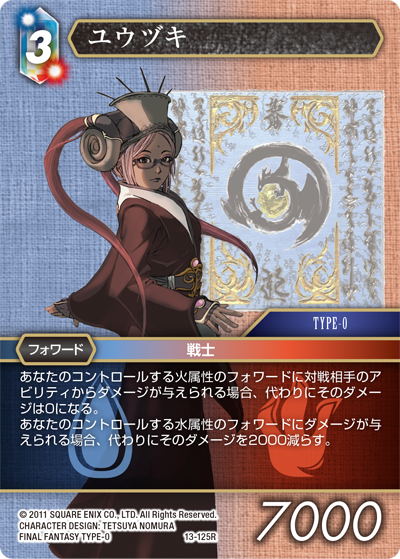 3
ユウヅキ
TYPE-0
フォワード
戦士
あなたのコントロールする火属性のフォワードに対戦相手のア
ビリティからダメージが与えられる場合、代わりにそのダメー
ジは0になる。
あなたのコントロールする水属性のフォワードにダメージが与
えられる場合、代わりにそのダメージを2000減らす。
© 2011 SQUARE ENIX CO., LTD. All Rights Reserved.
CHARACTER DESIGN: TETSUYA NOMURA
FINAL FANTASY TYPE-0
13-125R
7000